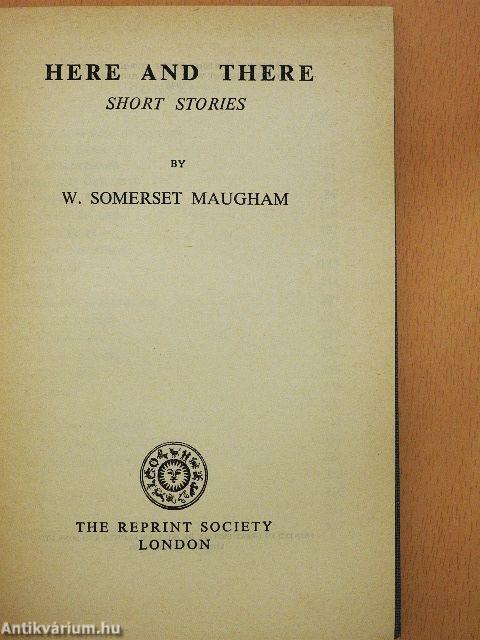 HERE AND THERE
SHORT STORIES
BY
W. SOMERSET MAUGHAM
THE REPRINT SOCIETY
LONDON
Antikvárium.hu